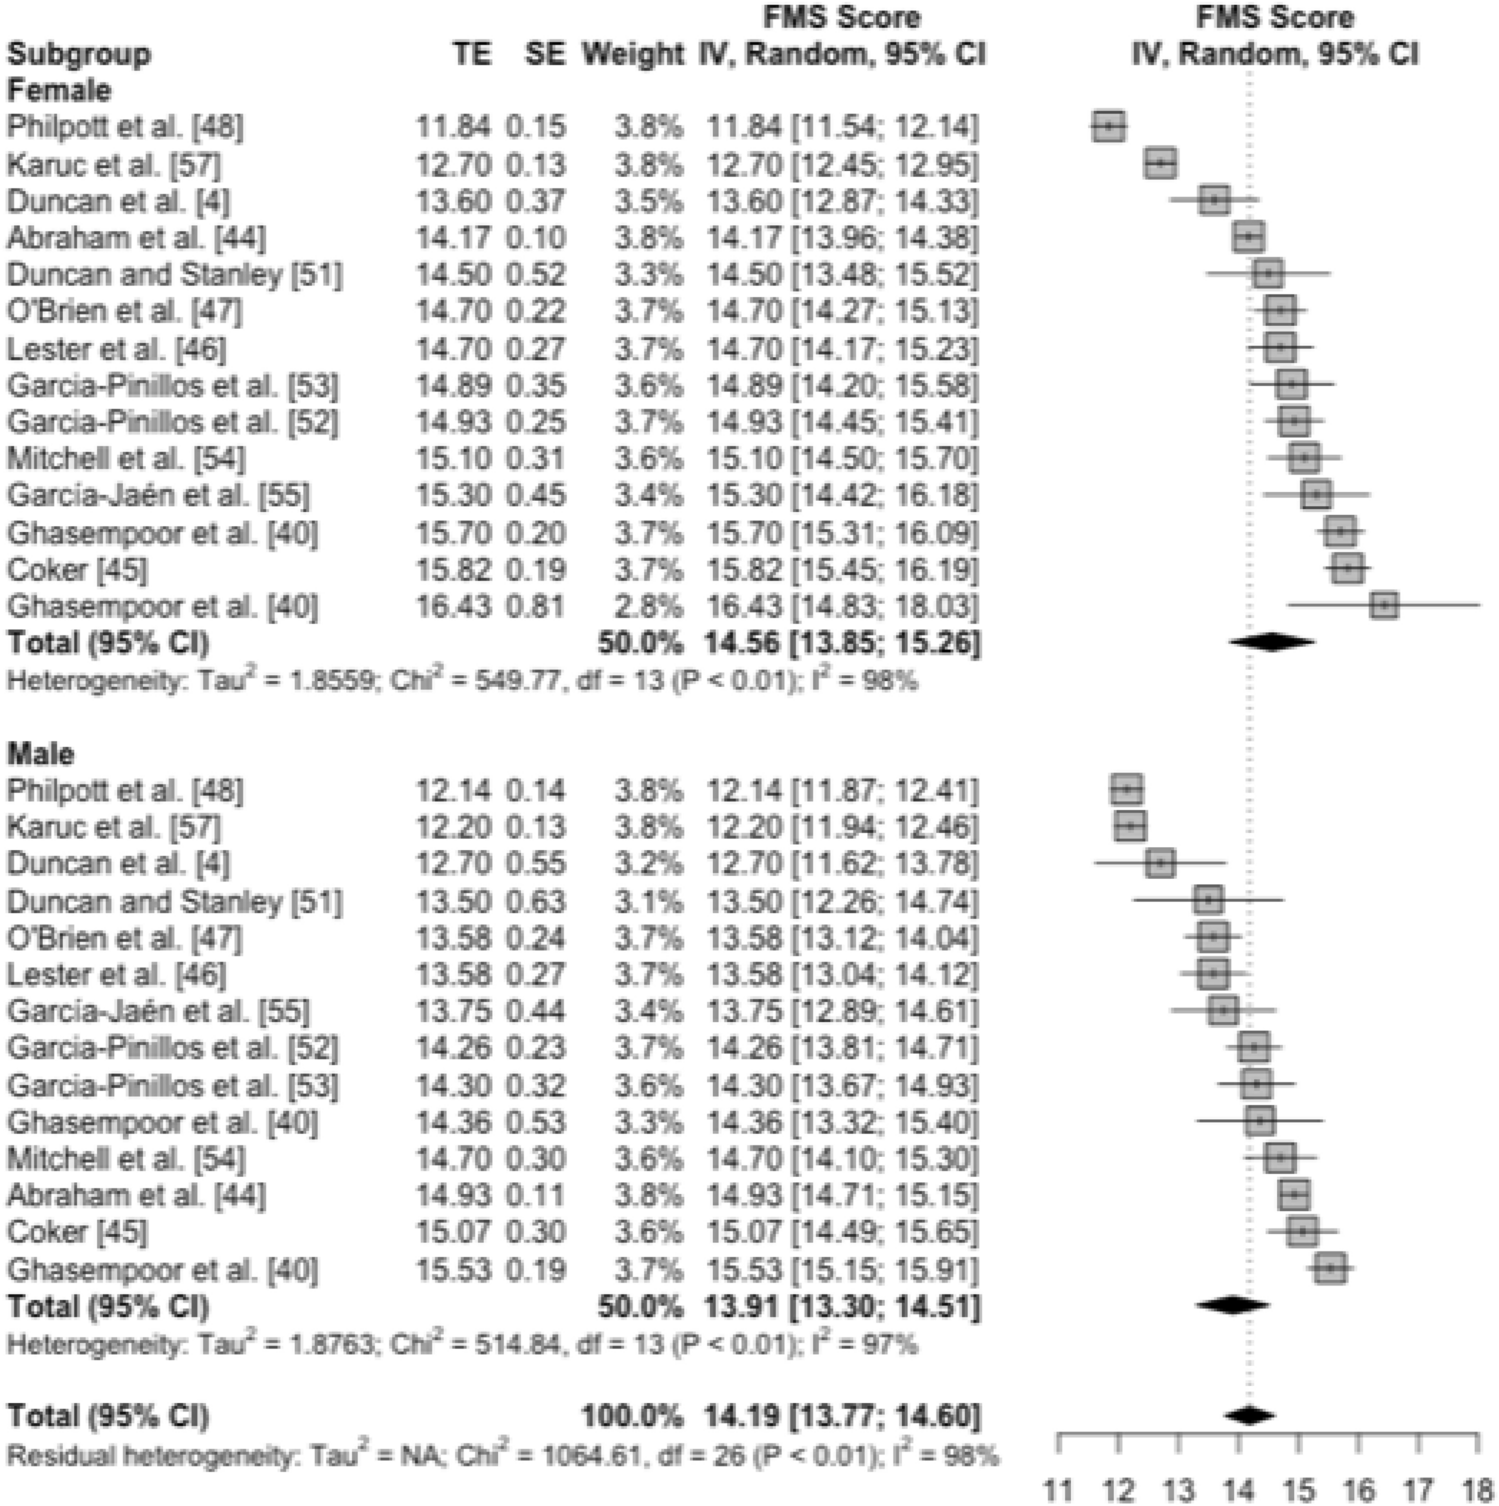 FMS Score FMS Score
Subgroup TE SE Weight IV, Random, 95% CI IV, Random, 95% CI
Female
Philpott et al. [48] 11.84 0.15 3.8% 11.84 [11.54; 12.14]
Karuc et al. [57] 12.70 0.13 3.8% 12.70 [12.45; 12.95]
Duncan et al. [4] 13.60 0.37 3.5% 13.60 [12.87; 14.33]
Abraham et al. [44] 14.17 0.10 3.8% 14.17 [13.96; 14.38]
Duncan and Stanley [51] 14.50 0.52 3.3% 14.50 [13.48; 15.52]
O'Brien et al. [47] 14.70 0.22 3.7% 14.70 [14.27; 15.13]
Lester et al. [46] 14.70 0.27 3.7% 14.70 [14.17; 15.23]
Garcia-Pinillos et al. [53] 14.89 0.35 3.6% 14.89 [14.20; 15.58]
Garcia-Pinillos et al. [52] 14.93 0.25 3.7% 14.93 [14.45; 15.41]
Mitchell et al. [54] 15.10 0.31 3.6% 15.10 [14.50; 15.70]
García-Jaén et al. [55] 15.30 0.45 3.4% 15.30 [14.42; 16.18]
Ghasempoor et al. [40] 15.70 0.20 3.7% 15.70 [15.31; 16.09]
Coker [45] 15.82 0.19 3.7% 15.82 [15.45; 16.19]
Ghasempoor et al. [40] 16.43 0.81 2.8% 16.43 [14.83; 18.03]
Total (95% CI) 50.0% 14.56 [13.85; 15.26]
Heterogeneity: Tau² = 1.8559; Chi² = 549.77, df = 13 (P < 0.01); I² = 98%
Male
Philpott et al. [48] 12.14 0.14 3.8% 12.14 [11.87; 12.41]
Karuc et al. [57] 12.20 0.13 3.8% 12.20 [11.94; 12.46]
Duncan et al. [4] 12.70 0.55 3.2% 12.70 [11.62; 13.78]
Duncan and Stanley [51] 13.50 0.63 3.1% 13.50 [12.26; 14.74]
O'Brien et al. [47] 13.58 0.24 3.7% 13.58 [13.12; 14.04]
Lester et al. [46] 13.58 0.27 3.7% 13.58 [13.04; 14.12]
García-Jaén et al. [55] 13.75 0.44 3.4% 13.75 [12.89; 14.61]
Garcia-Pinillos et al. [52] 14.26 0.23 3.7% 14.26 [13.81; 14.71]
Garcia-Pinillos et al. [53] 14.30 0.32 3.6% 14.30 [13.67; 14.93]
Ghasempoor et al. [40] 14.36 0.53 3.3% 14.36 [13.32; 15.40]
Mitchell et al. [54] 14.70 0.30 3.6% 14.70 [14.10; 15.30]
Abraham et al. [44] 14.93 0.11 3.8% 14.93 [14.71; 15.15]
Coker [45] 15.07 0.30 3.6% 15.07 [14.49; 15.65]
Ghasempoor et al. [40] 15.53 0.19 3.7% 15.53 [15.15; 15.91]
Total (95% CI) 50.0% 13.91 [13.30; 14.51]
Heterogeneity: Tau² = 1.8763; Chi² = 514.84, df = 13 (P < 0.01); I² = 97%
Total (95% CI) 100.0% 14.19 [13.77; 14.60]
Residual heterogeneity: Tau² = NA; Chi² = 1064.61, df = 26 (P < 0.01); I² = 98%
11 12 13 14 15 16 17 18